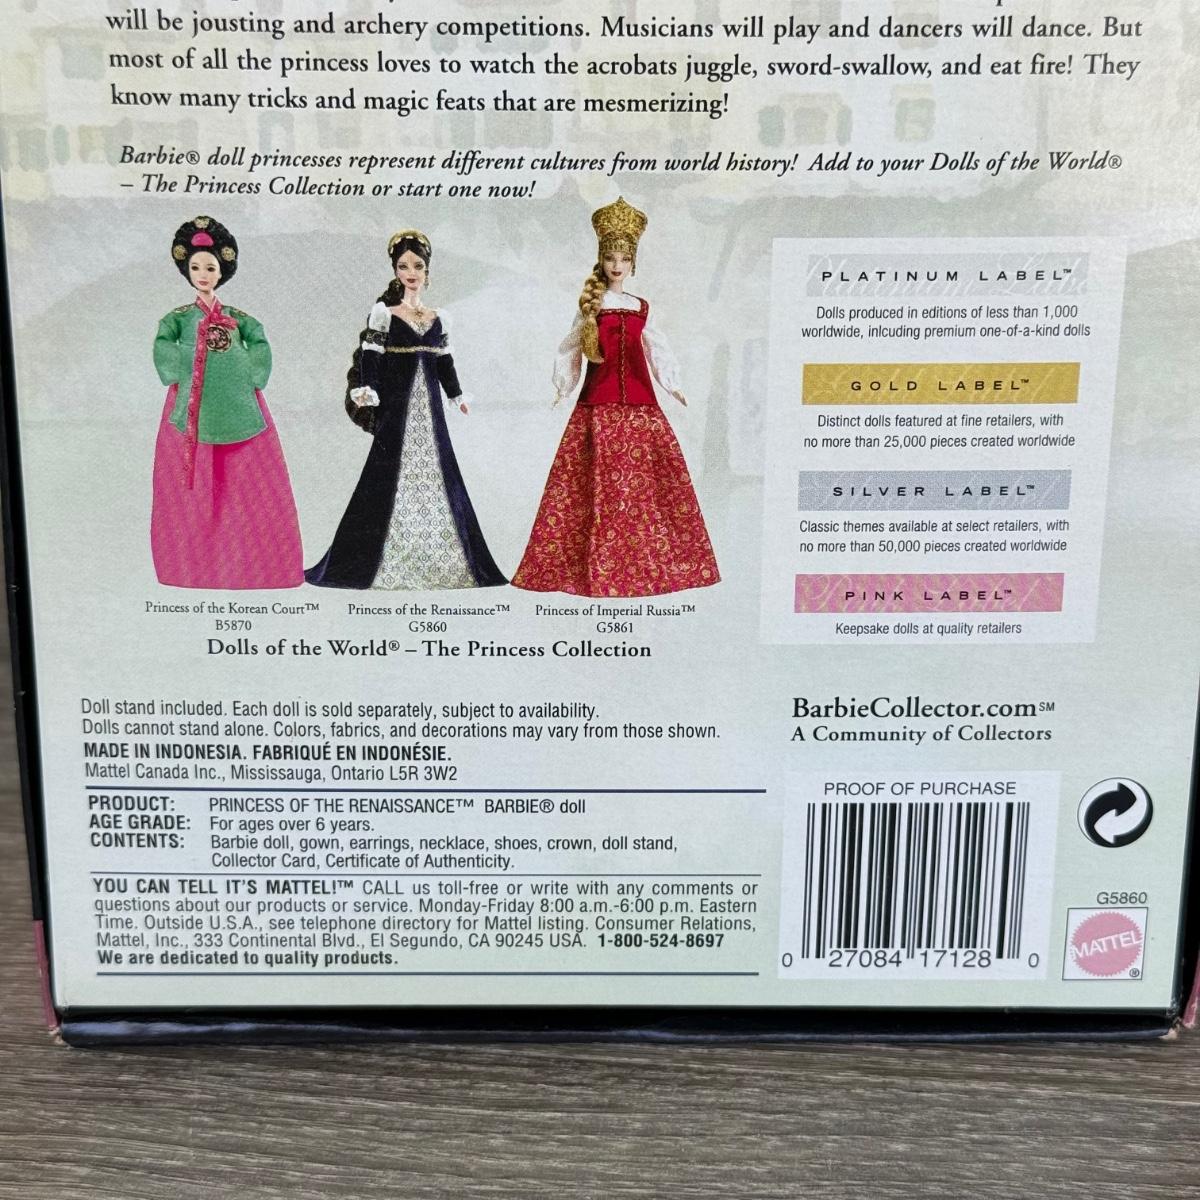 will be jousting and archery competitions. Musicians will play and dancers will dance. But
most of all the princess loves to watch the acrobats juggle, sword-swallow, and eat fire! They
know many tricks and magic feats that are mesmerizing!
Barbie® doll princesses represent different cultures from world history! Add to your Dolls of the World®
– The Princess Collection or start one now!
Princess of the Korean Court™
B5870
Princess of the Renaissance™
G5860
Princess of Imperial Russia™
G5861
Dolls of the World® – The Princess Collection
PLATINUM LABEL™
Dolls produced in editions of less than 1,000
worldwide, inlcuding premium one-of-a-kind dolls
GOLD LABEL™
Distinct dolls featured at fine retailers, with
no more than 25,000 pieces created worldwide
SILVER LABEL™
Classic themes available at select retailers, with
no more than 50,000 pieces created worldwide
PINK LABEL™
Keepsake dolls at quality retailers
Doll stand included. Each doll is sold separately, subject to availability.
Dolls cannot stand alone. Colors, fabrics, and decorations may vary from those shown.
MADE IN INDONESIA. FABRIQUÉ EN INDONÉSIE.
Mattel Canada Inc., Mississauga, Ontario L5R 3W2
BarbieCollector.com℠
A Community of Collectors
PRODUCT: PRINCESS OF THE RENAISSANCE™ BARBIE® doll
AGE GRADE: For ages over 6 years.
CONTENTS: Barbie doll, gown, earrings, necklace, shoes, crown, doll stand,
Collector Card, Certificate of Authenticity.
YOU CAN TELL IT'S MATTEL!™ CALL us toll-free or write with any comments or
questions about our products or service. Monday-Friday 8:00 a.m.-6:00 p.m. Eastern
Time. Outside U.S.A., see telephone directory for Mattel listing. Consumer Relations,
Mattel, Inc., 333 Continental Blvd., El Segundo, CA 90245 USA. 1-800-524-8697
We are dedicated to quality products.
PROOF OF PURCHASE
0 27084 17128 0
G5860
MATTEL
®